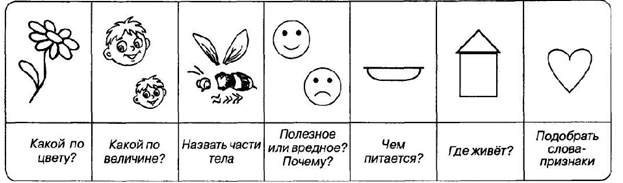 Какой по
цвету?
Какой по
величине?
Назвать части
тела
Полезное
или вредное?
Почему?
Чем
питается?
Где живёт?
Подобрать
слова-
признаки